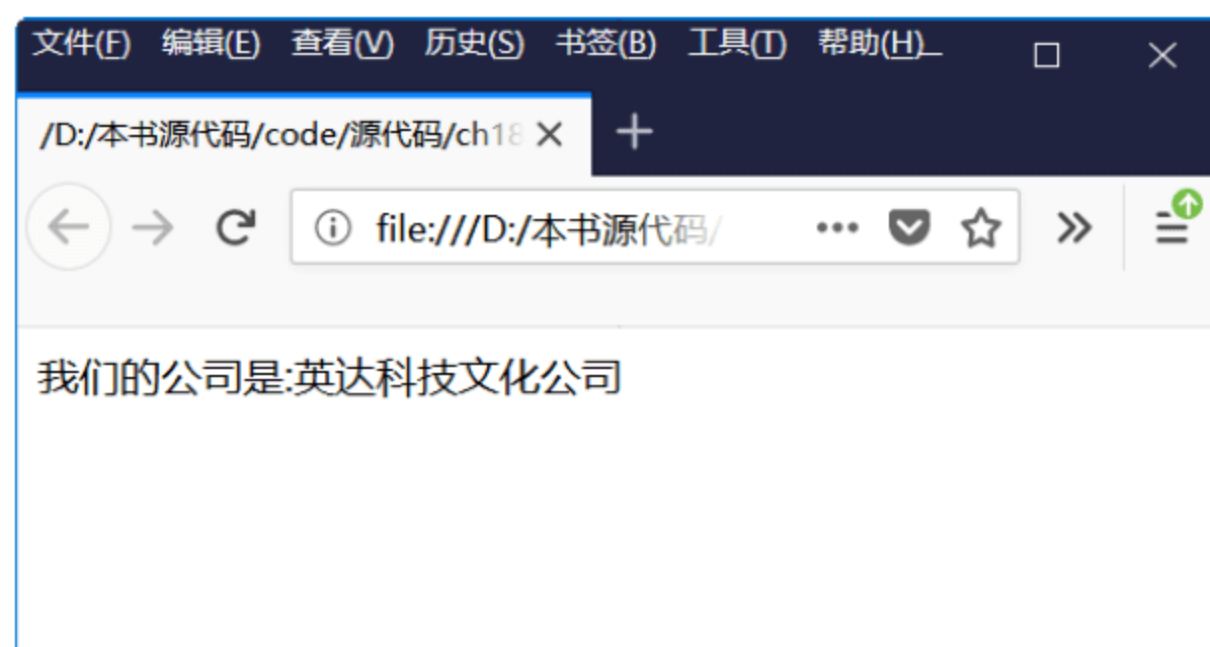 文件(F) 编辑(E) 查看(V) 历史(S) 书签(B) 工具(T) 帮助(H)
/D:/本书源代码/code/源代码/ch18
file:///D:/本书源代码/
我们的公司是:英达科技文化公司